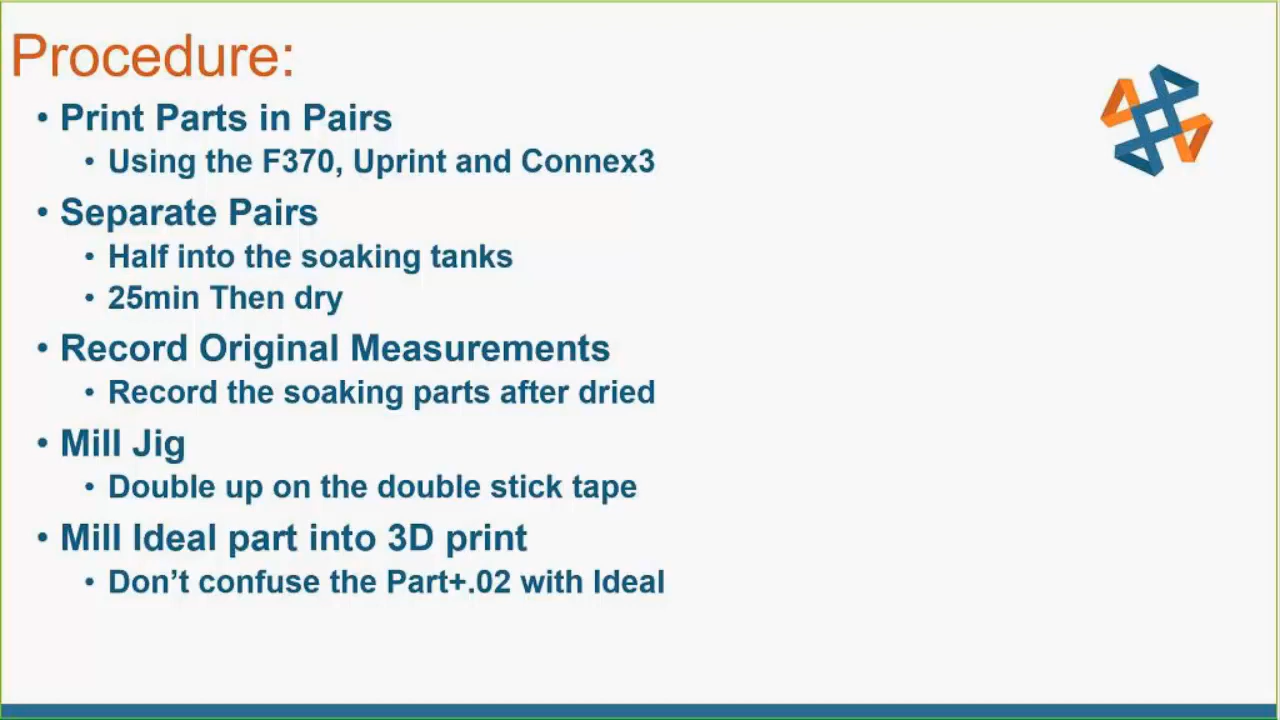 Procedure:
• Print Parts in Pairs
• Using the F370, Uprint and Connex3
• Separate Pairs
• Half into the soaking tanks
• 25min Then dry
• Record Original Measurements
• Record the soaking parts after dried
• Mill Jig
• Double up on the double stick tape
• Mill Ideal part into 3D print
• Don’t confuse the Part+.02 with Ideal